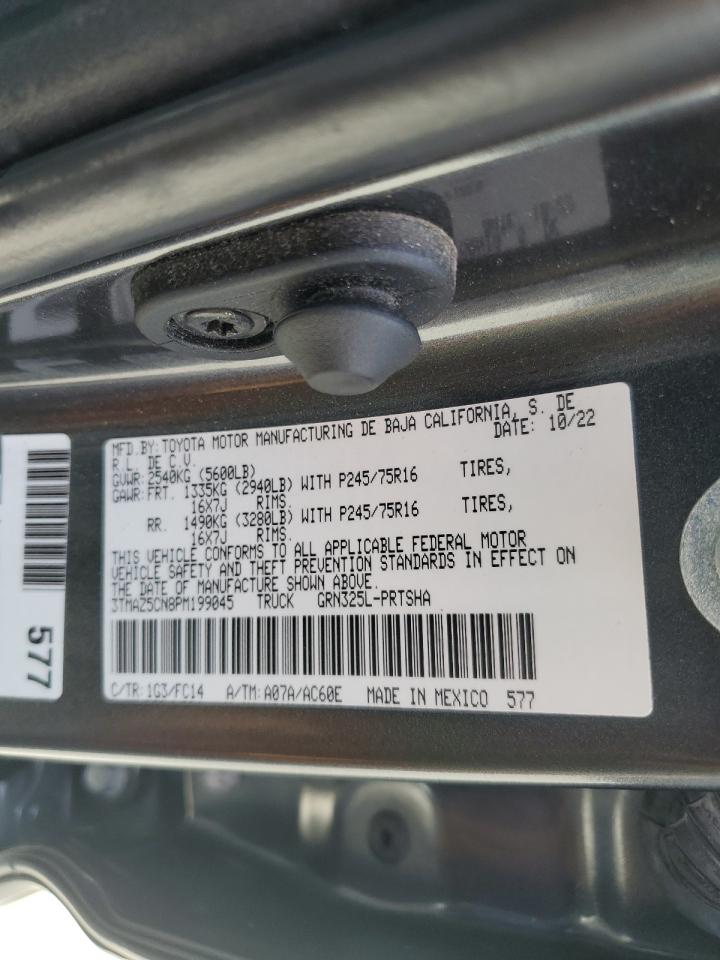 MFD.BY: TOYOTA MOTOR MANUFACTURING DE BAJA CALIFORNIA, S. DE
R.L. DE C.V. DATE: 10/22
GVWR: 2540KG (5600LB)
GAWR: FRT. 1335KG (2940LB) WITH P245/75R16 TIRES,
16X7J RIMS.
RR. 1490KG (3280LB) WITH P245/75R16 TIRES,
16X7J RIMS.
THIS VEHICLE CONFORMS TO ALL APPLICABLE FEDERAL MOTOR
VEHICLE SAFETY AND THEFT PREVENTION STANDARDS IN EFFECT ON
THE DATE OF MANUFACTURE SHOWN ABOVE.
3TMAZ5CN8PM199045 TRUCK GRN325L-PRTSHA
C/TR: 1G3/FC14 A/TM: A07A/AC60E MADE IN MEXICO 577
577